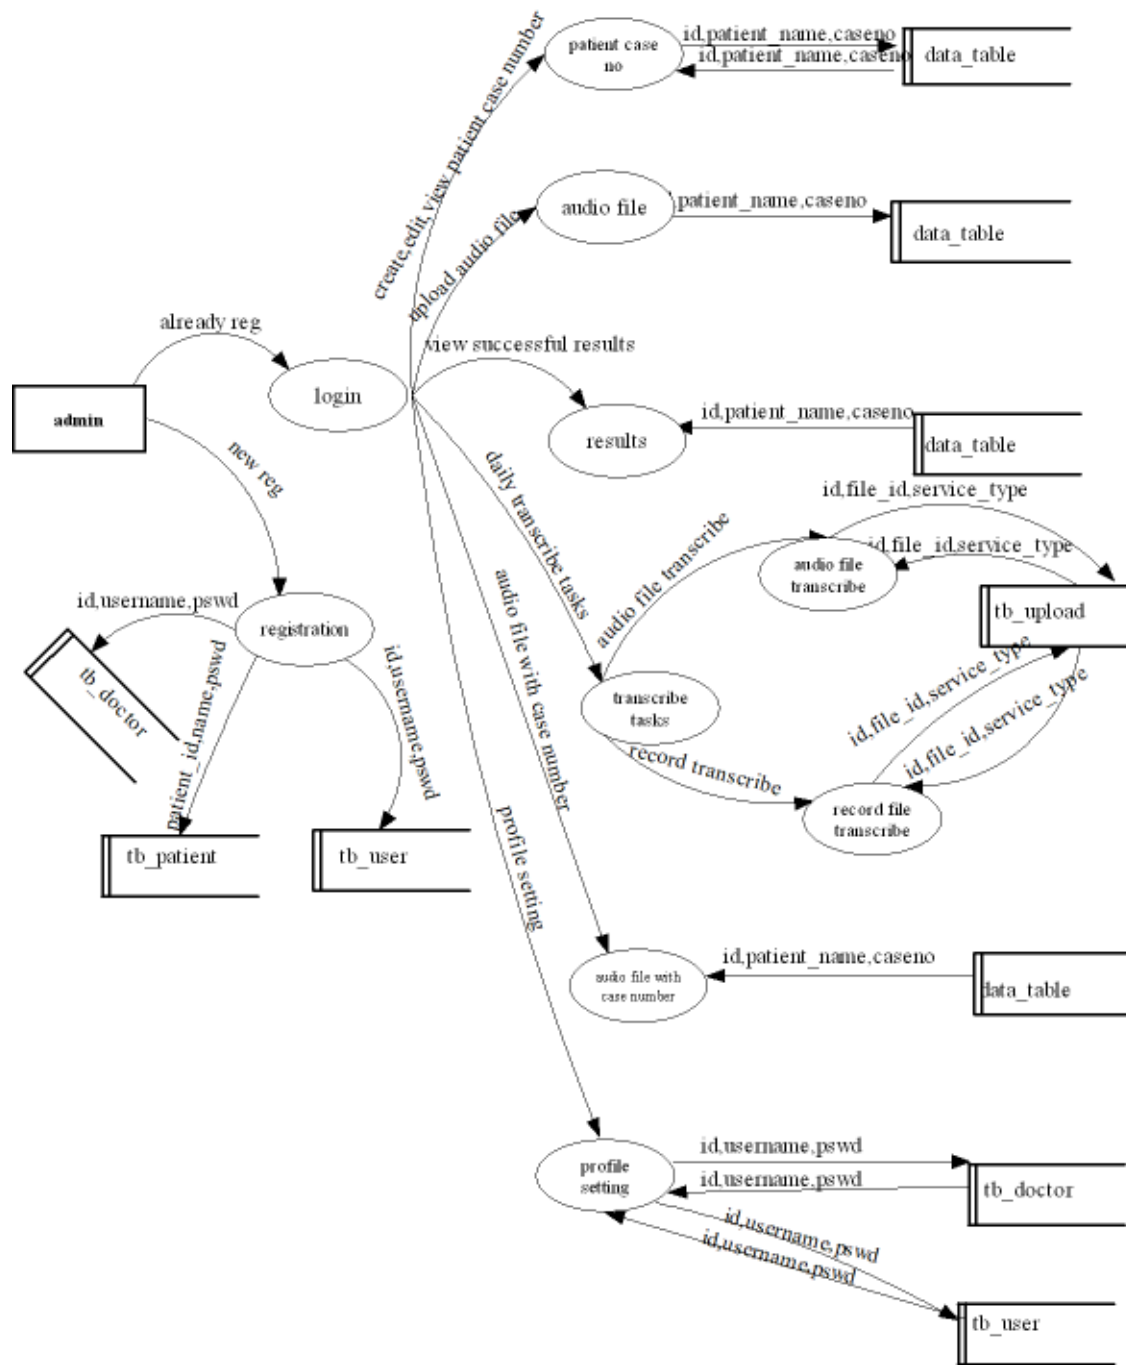 create,edit,view patient case number
patient case
no
id,patient_name,caseno
id,patient_name,caseno
data_table
upload audio file
audio file
,patient_name,caseno
data_table
already reg
view successful results
login
admin
results
id,patient_name,caseno
data_table
new reg
daily transcribe tasks
audio file transcribe
id,file_id,service_type
id,file_id,service_type
audio file
transcribe
tb_upload
id,username,pswd
registration
tb_doctor
patient_id,name,pswd
id,username,pswd
audio file with case number
transcribe
tasks
record transcribe
id,file_id,service_type
id,file_id,service_type
record file
transcribe
tb_patient
tb_user
profile setting
audio file with
case number
id,patient_name,caseno
data_table
profile
setting
id,username,pswd
id,username,pswd
tb_doctor
id,username,pswd
id,username,pswd
tb_user